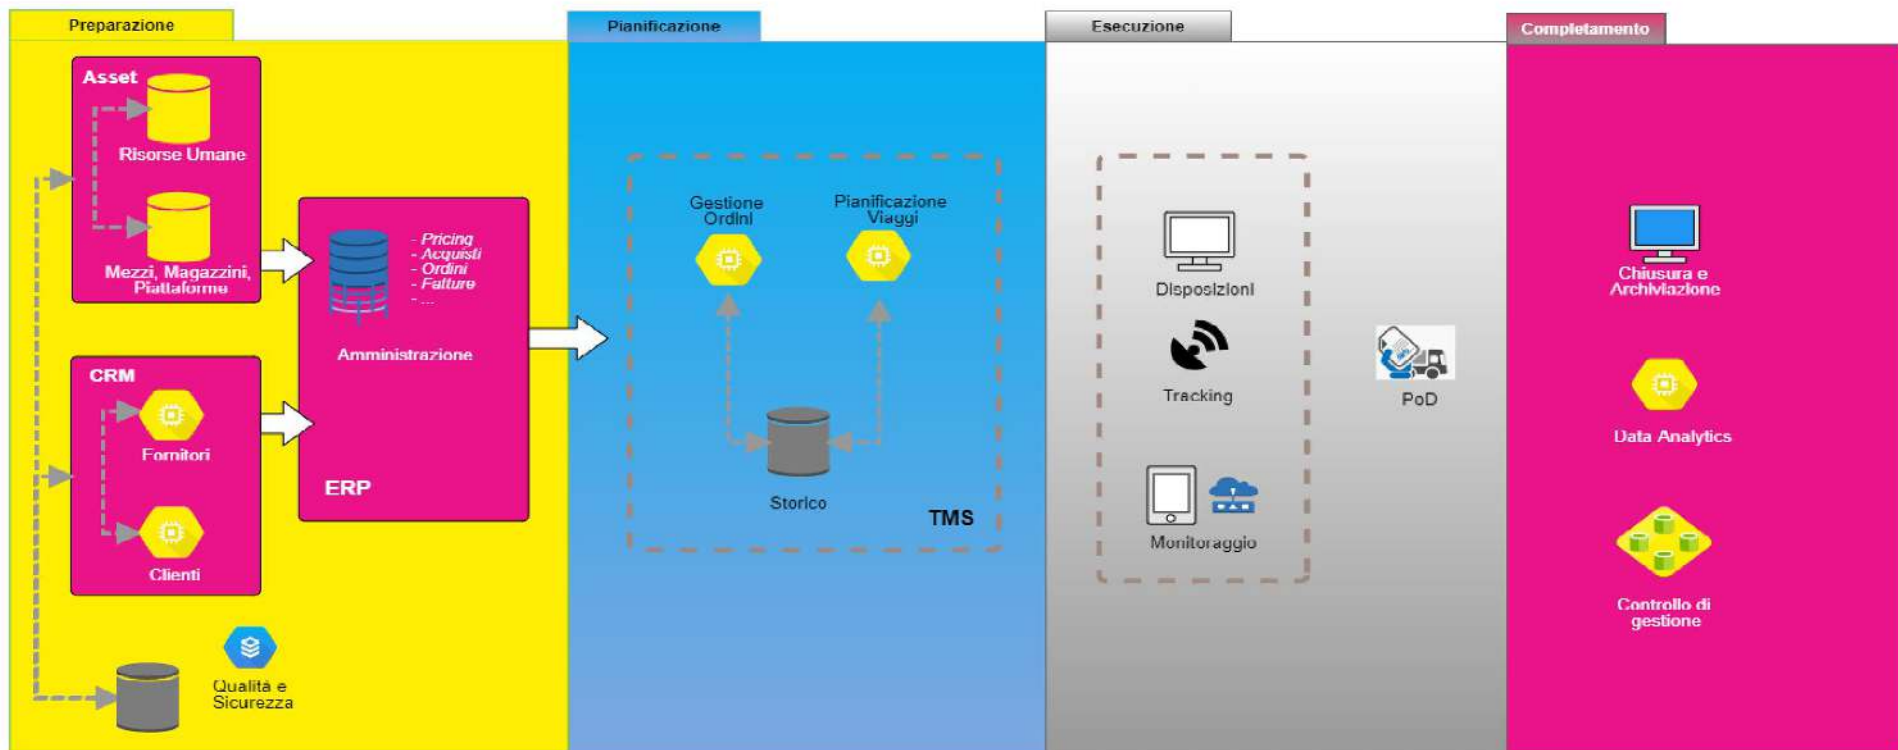 Preparazione
Pianificazione
Esecuzione
Completamento
Asset
Risorse Umane
Mezzi, Magazzini,
Piattaforme
CRM
Fornitori
Clienti
Qualità e
Sicurezza
- Pricing
- Acquisti
- Ordini
- Fatture
- ...
Amministrazione
ERP
Gestione
Ordini
Pianificazione
Viaggi
Storico
TMS
Disposizioni
Tracking
Monitoraggio
PoD
Chiusura e
Archiviazione
Data Analytics
Controllo di
gestione